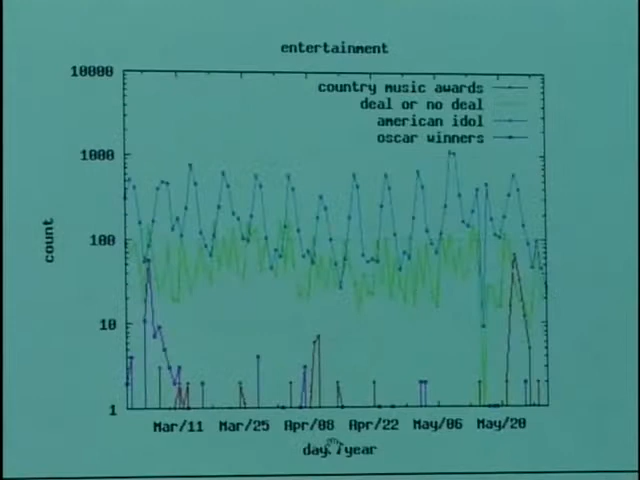 entertainment
10000
1000
100
10
1
count
country music awards
deal or no deal
american idol
oscar winners
Mar/11
Mar/25
Apr/08
Apr/22
May/06
May/20
day / year